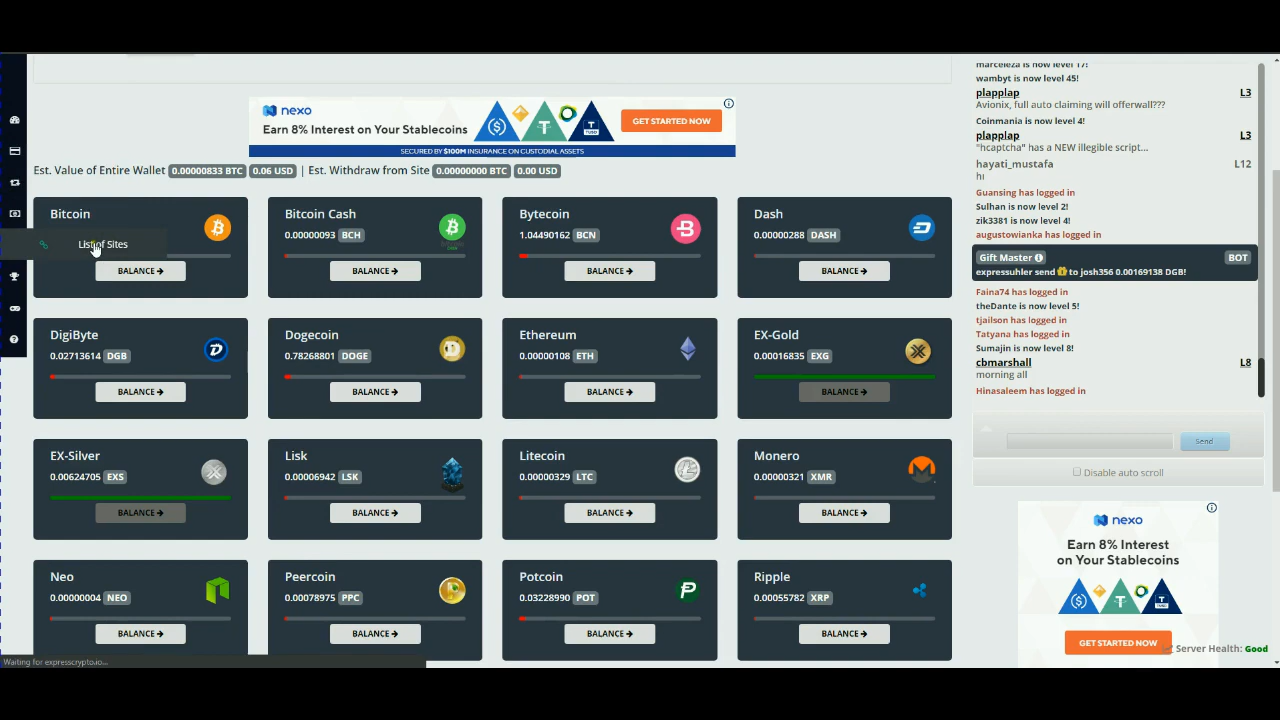 nexo
Earn 8% Interest on Your Stablecoins
GET STARTED NOW
SECURED BY $100M INSURANCE ON CUSTODIAL ASSETS
Est. Value of Entire Wallet 0.00000833 BTC 0.06 USD | Est. Withdraw from Site 0.00000000 BTC 0.00 USD
Bitcoin
List of Sites
BALANCE
Bitcoin Cash
0.00000093 BCH
BALANCE
Bytecoin
1.04490162 BCN
BALANCE
Dash
0.00000288 DASH
BALANCE
DigiByte
0.02713614 DGB
BALANCE
Dogecoin
DOGE
BALANCE
Ethereum
0.00000108 ETH
BALANCE
EX-Gold
0.00016835 EXG
BALANCE
EX-Silver
0.00624705 EXS
BALANCE
Lisk
0.00006942 LSK
BALANCE
Litecoin
0.00000329 LTC
BALANCE
Monero
0.00000321 XMR
BALANCE
Neo
0.00000004 NEO
BALANCE
Peercoin
0.00078975 PPC
BALANCE
Potcoin
0.03228990 POT
BALANCE
Ripple
0.00055782 XRP
BALANCE
Waiting for expresscrypto.io...
marceleza is now level 17!
wambyt is now level 45!
plapplap L3
Avionix, full auto claiming will offerwall???
Coinmania is now level 4!
plapplap L3
"hcaptcha" has a NEW illegible script...
hayati_mustafa L12
hi
Guansing has logged in
Sulhan is now level 2!
zik3381 is now level 4!
augustowianka has logged in
Gift Master BOT
expressuhler send to josh356 0.00169138 DGB!
Faina74 has logged in
theDante is now level 5!
tjailson has logged in
Tatyana has logged in
Sumajin is now level 8!
cbmarshall L8
morning all
Hinasaleem has logged in
Send
Disable auto scroll
nexo
Earn 8% Interest
on Your Stablecoins
GET STARTED NOW
Server Health: Good